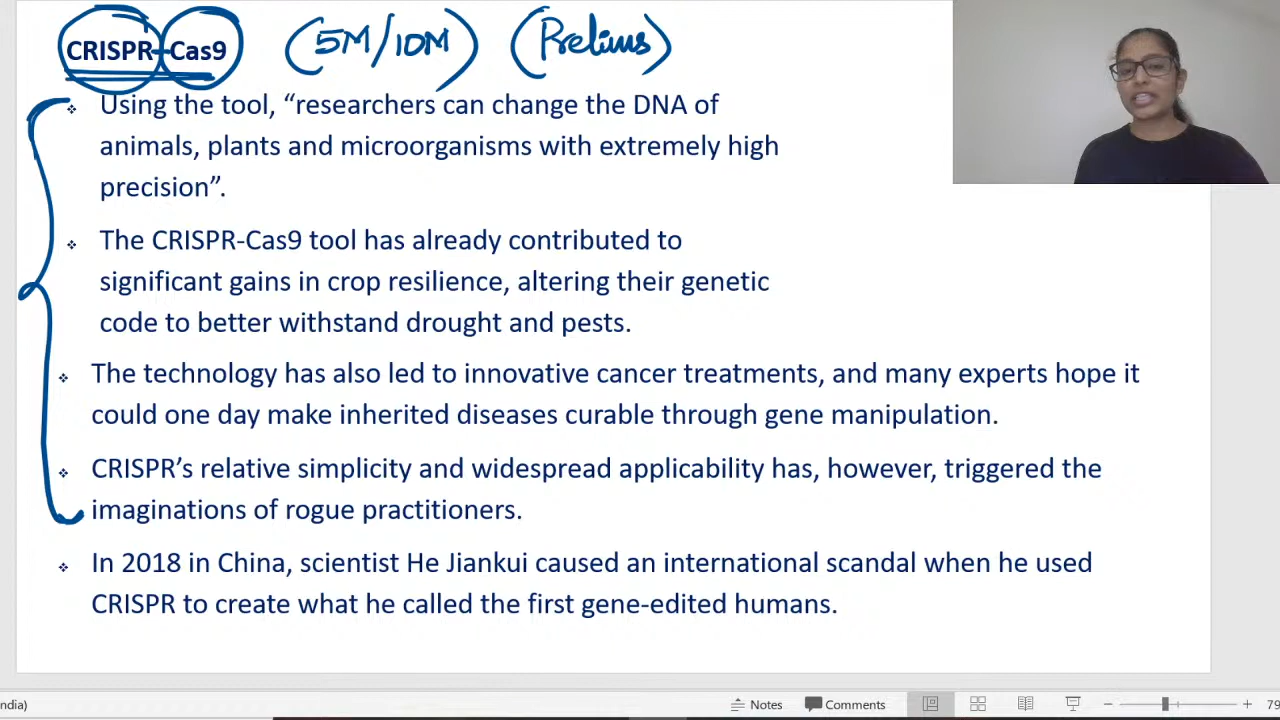 CRISPR-Cas9 (5M/10M) (Prelims)
❖ Using the tool, “researchers can change the DNA of
animals, plants and microorganisms with extremely high
precision”.
❖ The CRISPR-Cas9 tool has already contributed to
significant gains in crop resilience, altering their genetic
code to better withstand drought and pests.
❖ The technology has also led to innovative cancer treatments, and many experts hope it
could one day make inherited diseases curable through gene manipulation.
❖ CRISPR’s relative simplicity and widespread applicability has, however, triggered the
imaginations of rogue practitioners.
❖ In 2018 in China, scientist He Jiankui caused an international scandal when he used
CRISPR to create what he called the first gene-edited humans.
ndia) Notes Comments 79